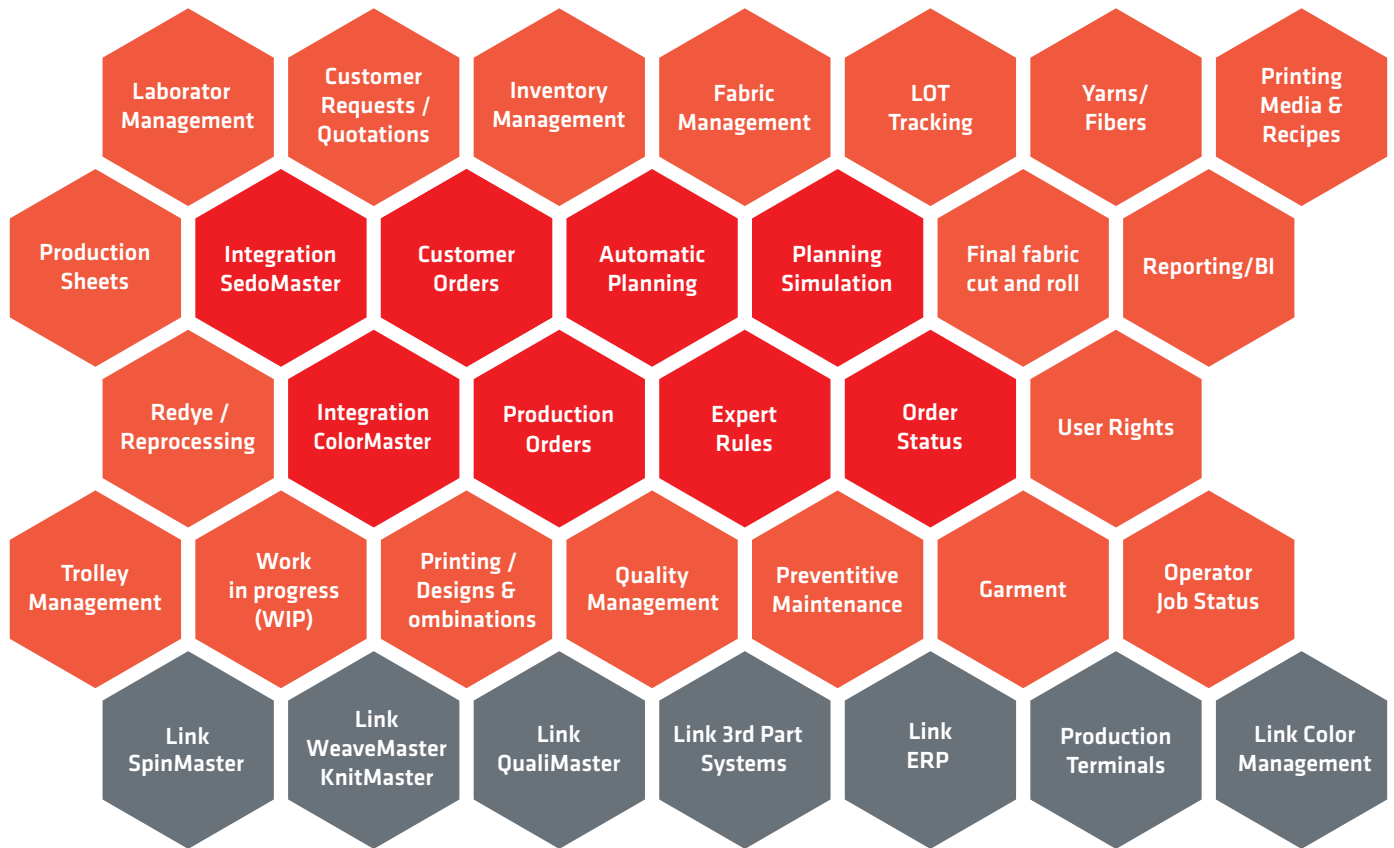 Laborator
Management
Customer
Requests /
Quotations
Inventory
Management
Fabric
Management
LOT
Tracking
Yarns/
Fibers
Printing
Media &
Recipes
Production
Sheets
Integration
SedoMaster
Customer
Orders
Automatic
Planning
Planning
Simulation
Final fabric
cut and roll
Reporting/BI
Redye /
Reprocessing
Integration
ColorMaster
Production
Orders
Expert
Rules
Order
Status
User Rights
Trolley
Management
Work
in progress
(WIP)
Printing /
Designs &
ombinations
Quality
Management
Preventitive
Maintenance
Garment
Operator
Job Status
Link
SpinMaster
Link
WeaveMaster
KnitMaster
Link
QualiMaster
Link 3rd Part
Systems
Link
ERP
Production
Terminals
Link Color
Management